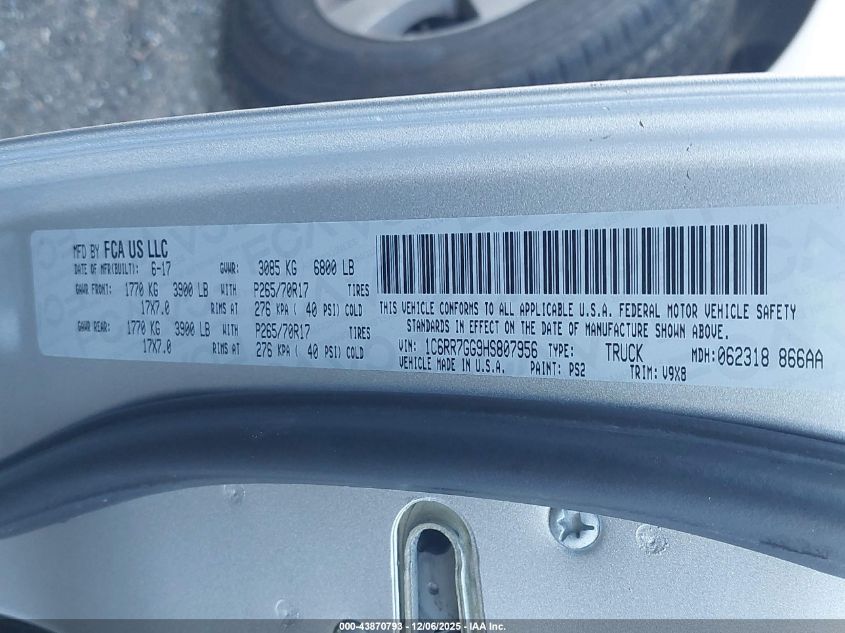 MFD BY FCA US LLC
DATE OF MFR(BUILT): 6-17 GVWR: 3085 KG 6800 LB
GAWR FRONT: 1770 KG 3900 LB WITH P265/70R17 TIRES
17X7.0 RIMS AT 276 KPA ( 40 PSI) COLD
GAWR REAR: 1770 KG 3900 LB WITH P265/70R17 TIRES
17X7.0 RIMS AT 276 KPA ( 40 PSI) COLD
THIS VEHICLE CONFORMS TO ALL APPLICABLE U.S.A. FEDERAL MOTOR VEHICLE SAFETY
STANDARDS IN EFFECT ON THE DATE OF MANUFACTURE SHOWN ABOVE.
VIN: 1C6RR7GG9HS807956 TYPE: TRUCK MDH: 062318 866AA
VEHICLE MADE IN U.S.A. PAINT: PS2 TRIM: V9X8
000-43870793 - 12/06/2025 - IAA Inc.